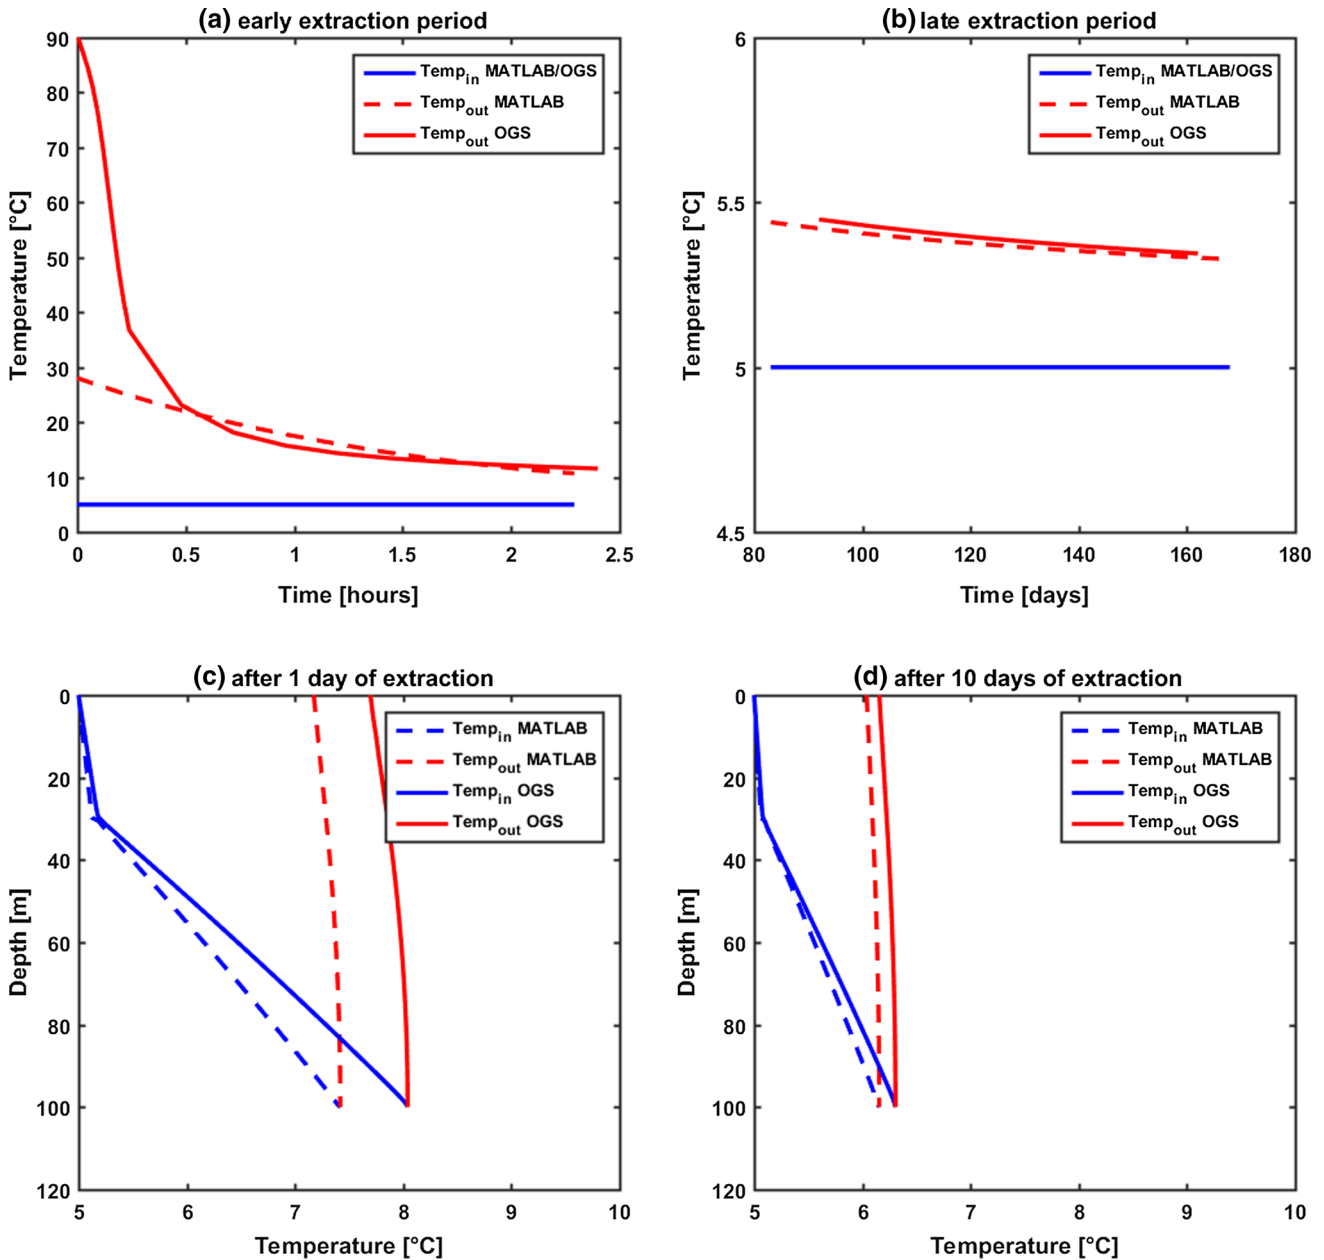 (a) early extraction period
90
80
70
60
50
40
30
20
10
0
0 0.5 1 1.5 2 2.5
Temperature [°C]
Time [hours]
Temp_in MATLAB/OGS
Temp_out MATLAB
Temp_out OGS
(b) late extraction period
6
5.5
5
4.5
80 100 120 140 160 180
Temperature [°C]
Time [days]
Temp_in MATLAB/OGS
Temp_out MATLAB
Temp_out OGS
(c) after 1 day of extraction
0
20
40
60
80
100
120
5 6 7 8 9 10
Depth [m]
Temperature [°C]
Temp_in MATLAB
Temp_out MATLAB
Temp_in OGS
Temp_out OGS
(d) after 10 days of extraction
0
20
40
60
80
100
120
5 6 7 8 9 10
Depth [m]
Temperature [°C]
Temp_in MATLAB
Temp_out MATLAB
Temp_in OGS
Temp_out OGS